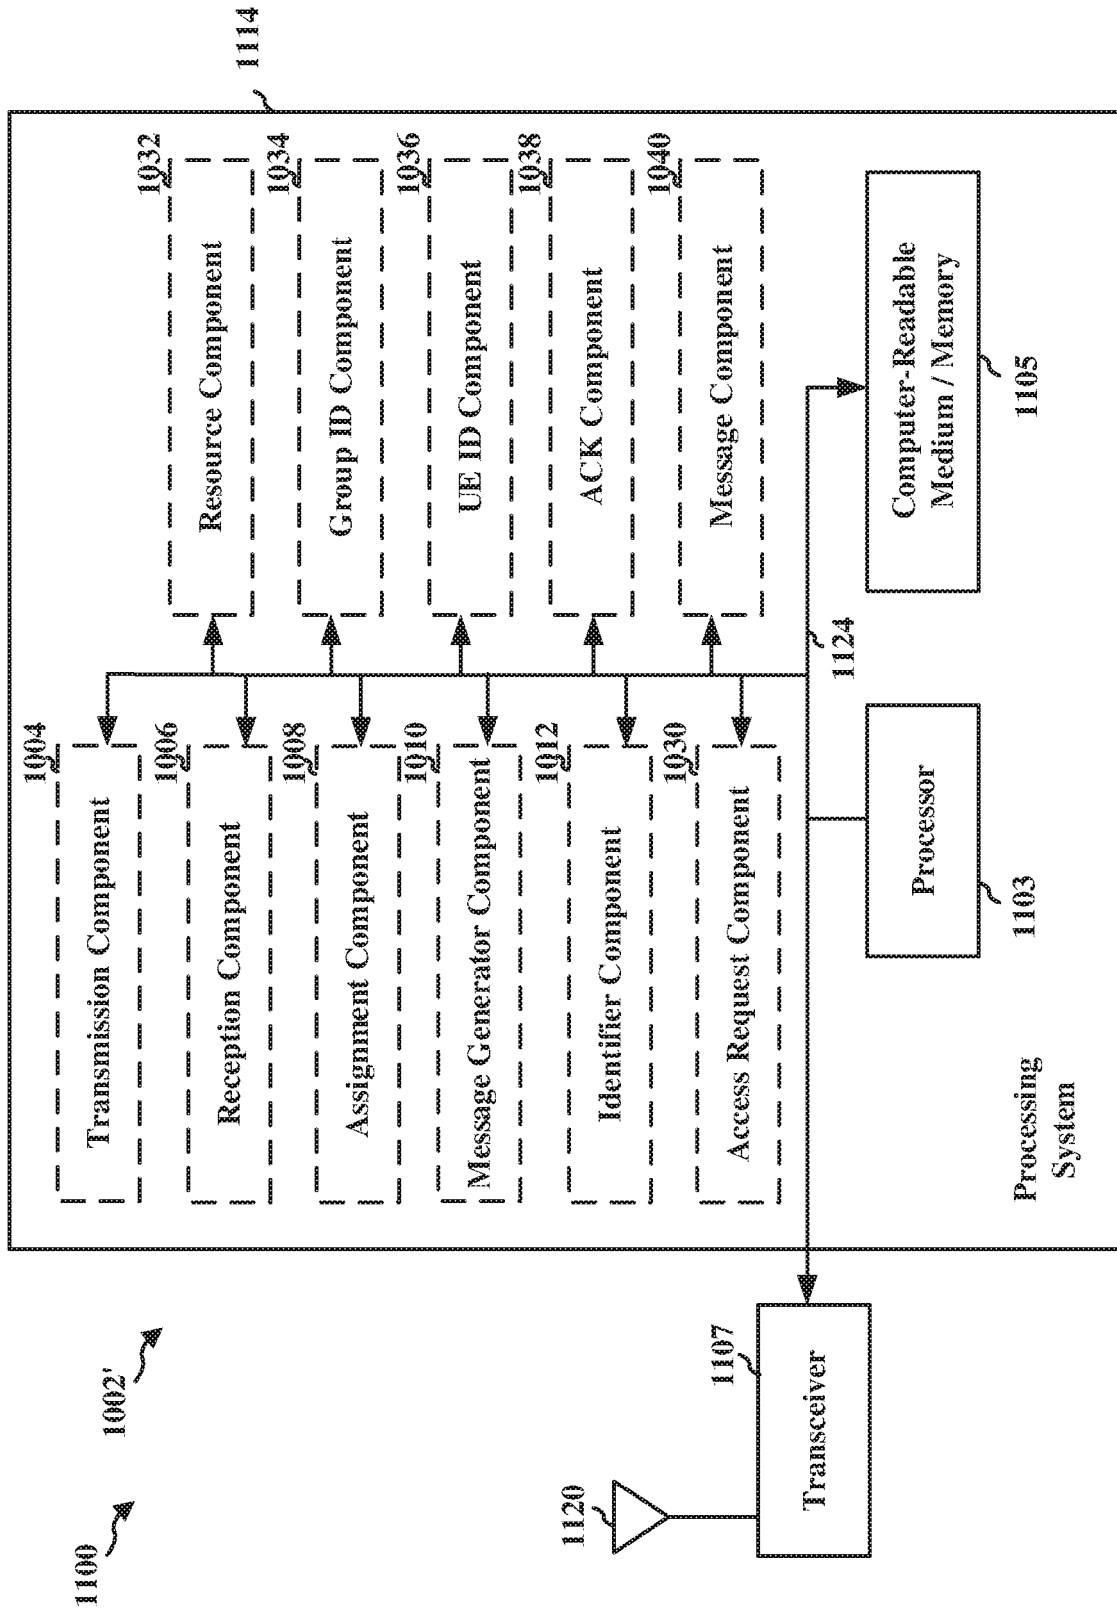 1100
1002'
1114
1004
Transmission Component
1006
Reception Component
1008
Assignment Component
1010
Message Generator Component
1012
Identifier Component
1030
Access Request Component
1032
Resource Component
1034
Group ID Component
1036
UE ID Component
1038
ACK Component
1040
Message Component
1120
1107
Transceiver
1124
Processor
1103
Computer-Readable
Medium / Memory
1105
Processing
System